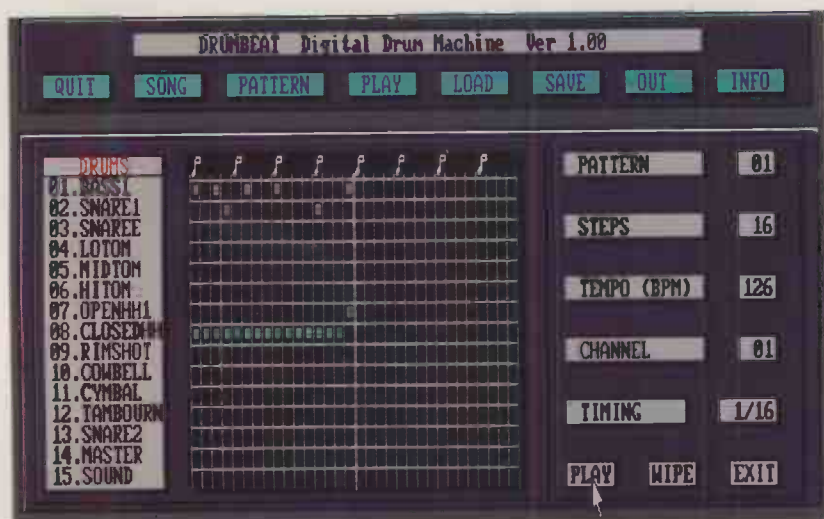 DRUMBEAT Digital Drum Machine Ver 1.00
QUIT SONG PATTERN PLAY LOAD SAVE OUT INFO
DRUMS
01.BASS1
02.SNARE1
03.SNAREE
04.LOTOM
05.MIDTOM
06.HITOM
07.OPENHH1
08.CLOSEDHH
09.RIMSHOT
10.COWBELL
11.CYMBAL
12.TAMBOURN
13.SNARE2
14.MASTER
15.SOUND
PATTERN 01
STEPS 16
TEMPO (BPM) 126
CHANNEL 01
TIMING 1/16
PLAY WIPE EXIT